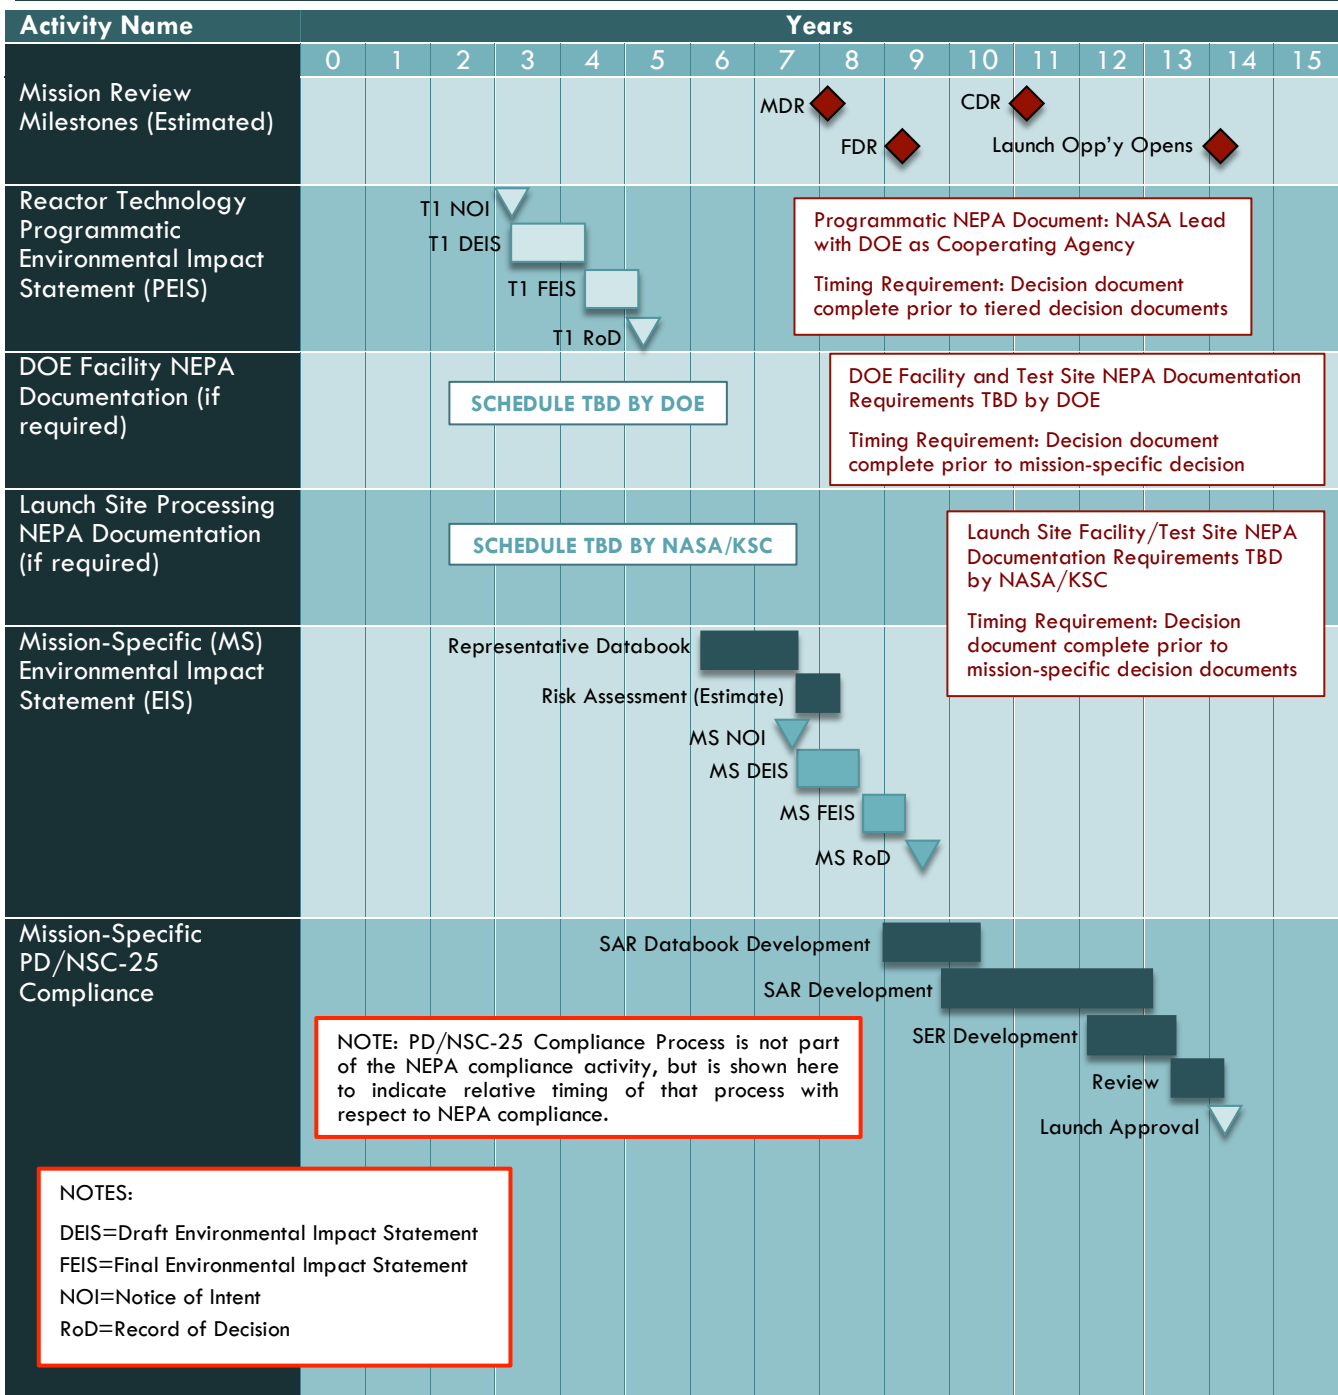 Activity Name
Years
0 1 2 3 4 5 6 7 8 9 10 11 12 13 14 15
Mission Review
Milestones (Estimated)
MDR
CDR
FDR
Launch Opp’y Opens
Reactor Technology
Programmatic
Environmental Impact
Statement (PEIS)
T1 NOI
T1 DEIS
T1 FEIS
T1 RoD
Programmatic NEPA Document: NASA Lead
with DOE as Cooperating Agency
Timing Requirement: Decision document
complete prior to tiered decision documents
DOE Facility NEPA
Documentation (if
required)
SCHEDULE TBD BY DOE
DOE Facility and Test Site NEPA Documentation
Requirements TBD by DOE
Timing Requirement: Decision document
complete prior to mission-specific decision
Launch Site Processing
NEPA Documentation
(if required)
SCHEDULE TBD BY NASA/KSC
Launch Site Facility/Test Site NEPA
Documentation Requirements TBD
by NASA/KSC
Timing Requirement: Decision
document complete prior to
mission-specific decision documents
Mission-Specific (MS)
Environmental Impact
Statement (EIS)
Representative Databook
Risk Assessment (Estimate)
MS NOI
MS DEIS
MS FEIS
MS RoD
Mission-Specific
PD/NSC-25
Compliance
SAR Databook Development
SAR Development
SER Development
Review
Launch Approval
NOTE: PD/NSC-25 Compliance Process is not part
of the NEPA compliance activity, but is shown here
to indicate relative timing of that process with
respect to NEPA compliance.
NOTES:
DEIS=Draft Environmental Impact Statement
FEIS=Final Environmental Impact Statement
NOI=Notice of Intent
RoD=Record of Decision